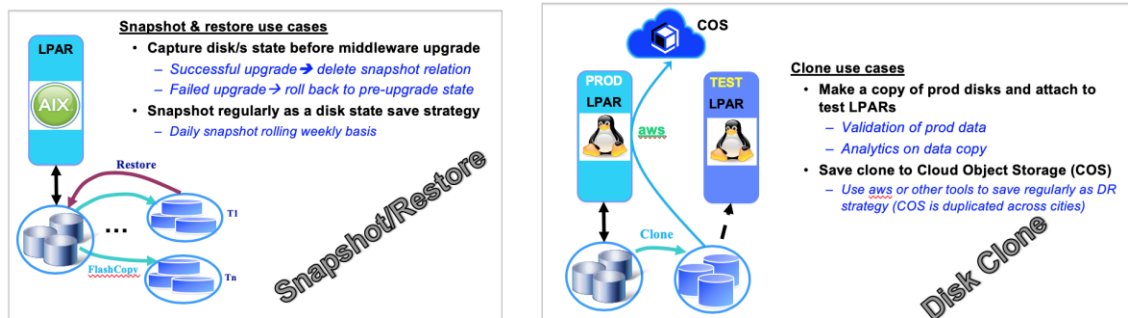 Snapshot & restore use cases
LPAR
• Capture disk/s state before middleware upgrade
– Successful upgrade➔ delete snapshot relation
– Failed upgrade→ roll back to pre-upgrade state
AIX
• Snapshot regularly as a disk state save strategy
– Daily snapshot rolling weekly basis
Restore
T1
...
FlashCopy
Tn
Snapshot/Restore
COS
PROD
LPAR
TEST
LPAR
aws
Clone
Clone use cases
• Make a copy of prod disks and attach to
test LPARs
– Validation of prod data
– Analytics on data copy
• Save clone to Cloud Object Storage (COS)
– Use aws or other tools to save regularly as DR
strategy (COS is duplicated across cities)
Disk Clone